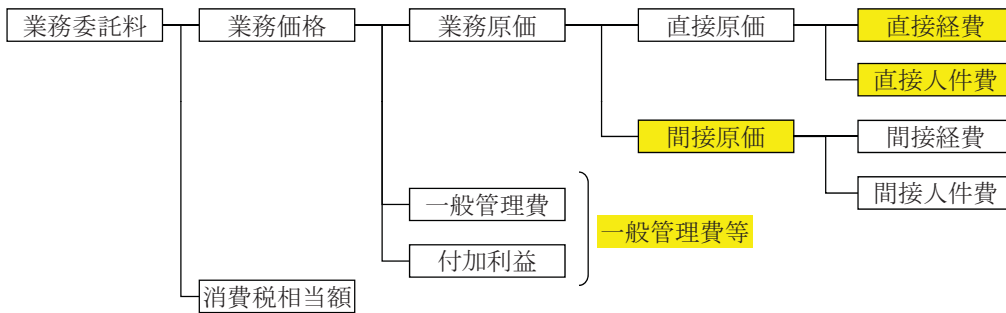 業務委託料
業務価格
業務原価
直接原価
直接経費
直接人件費
間接原価
間接経費
間接人件費
一般管理費
一般管理費等
付加利益
消費税相当額